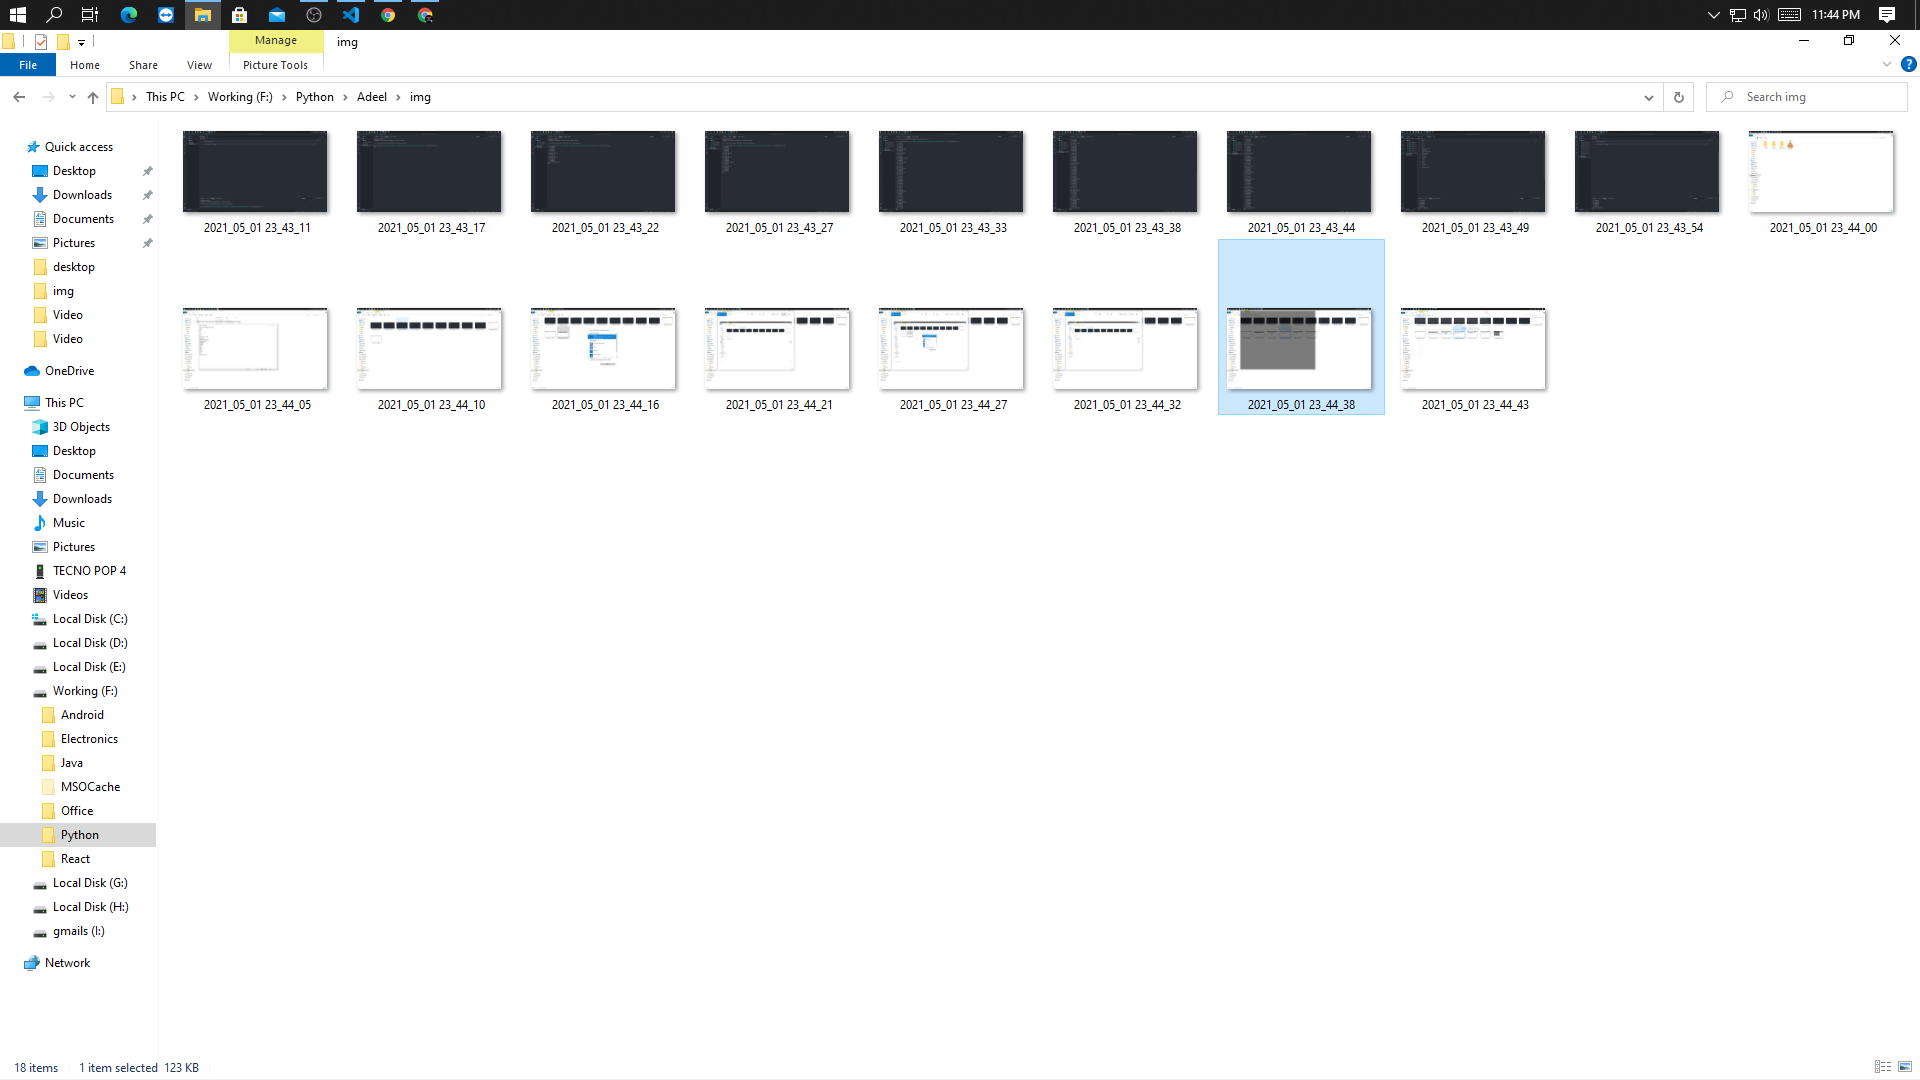 11:44 PM
Manage
img
File
Home
Share
View
Picture Tools
This PC
Working (F:)
Python
Adeel
img
Search img
Quick access
Desktop
Downloads
Documents
Pictures
desktop
img
Video
Video
OneDrive
This PC
3D Objects
Desktop
Documents
Downloads
Music
Pictures
TECNO POP 4
Videos
Local Disk (C:)
Local Disk (D:)
Local Disk (E:)
Working (F:)
Android
Electronics
Java
MSOCache
Office
Python
React
Local Disk (G:)
Local Disk (H:)
gmails (I:)
Network
2021_05_01 23_43_11
2021_05_01 23_43_17
2021_05_01 23_43_22
2021_05_01 23_43_27
2021_05_01 23_43_33
2021_05_01 23_43_38
2021_05_01 23_43_44
2021_05_01 23_43_49
2021_05_01 23_43_54
2021_05_01 23_44_00
2021_05_01 23_44_05
2021_05_01 23_44_10
2021_05_01 23_44_16
2021_05_01 23_44_21
2021_05_01 23_44_27
2021_05_01 23_44_32
2021_05_01 23_44_38
2021_05_01 23_44_43
18 items
1 item selected 123 KB